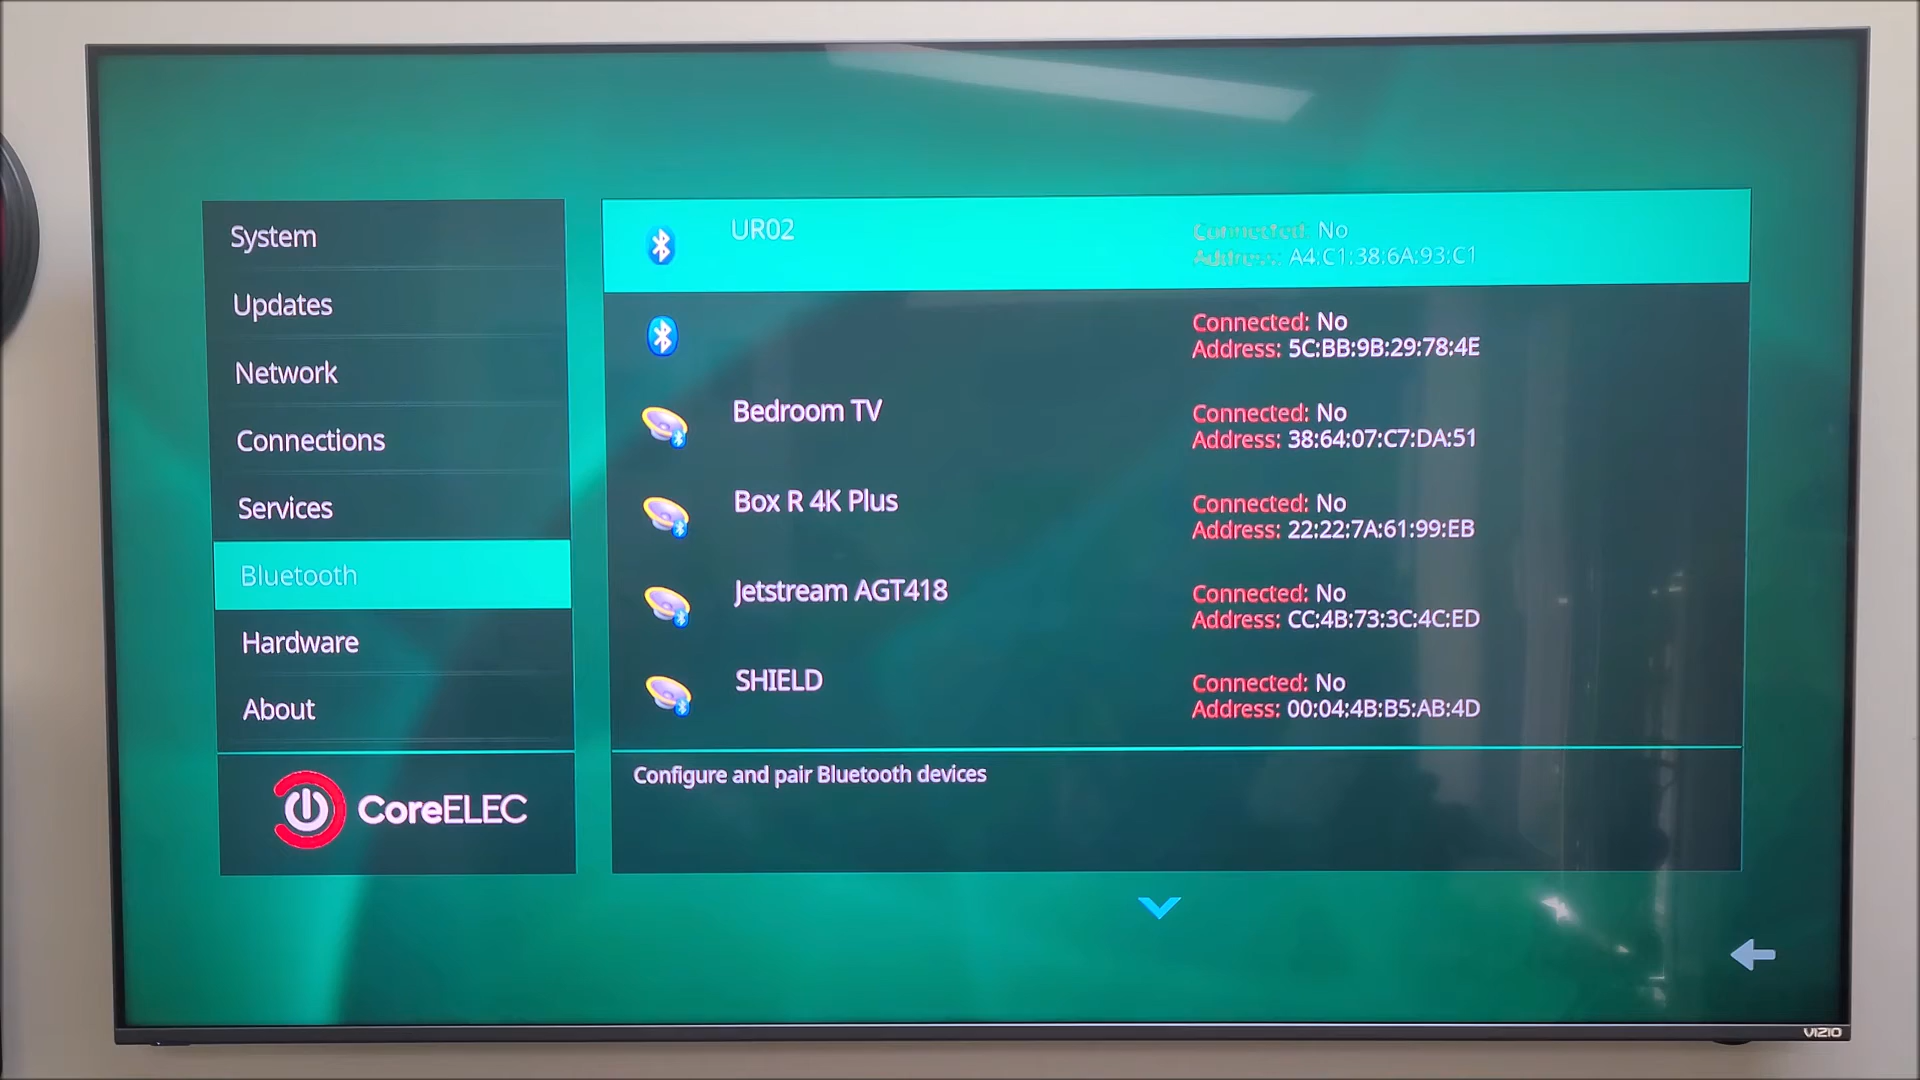 System
Updates
Network
Connections
Services
Bluetooth
Hardware
About
CoreELEC
UR02
Connected: No
Address: A4:C1:38:6A:93:C1
Connected: No
Address: 5C:BB:9B:29:78:4E
Bedroom TV
Connected: No
Address: 38:64:07:C7:DA:51
Box R 4K Plus
Connected: No
Address: 22:22:7A:61:99:EB
Jetstream AGT418
Connected: No
Address: CC:4B:73:3C:4C:ED
SHIELD
Connected: No
Address: 00:04:4B:B5:AB:4D
Configure and pair Bluetooth devices
VIZIO